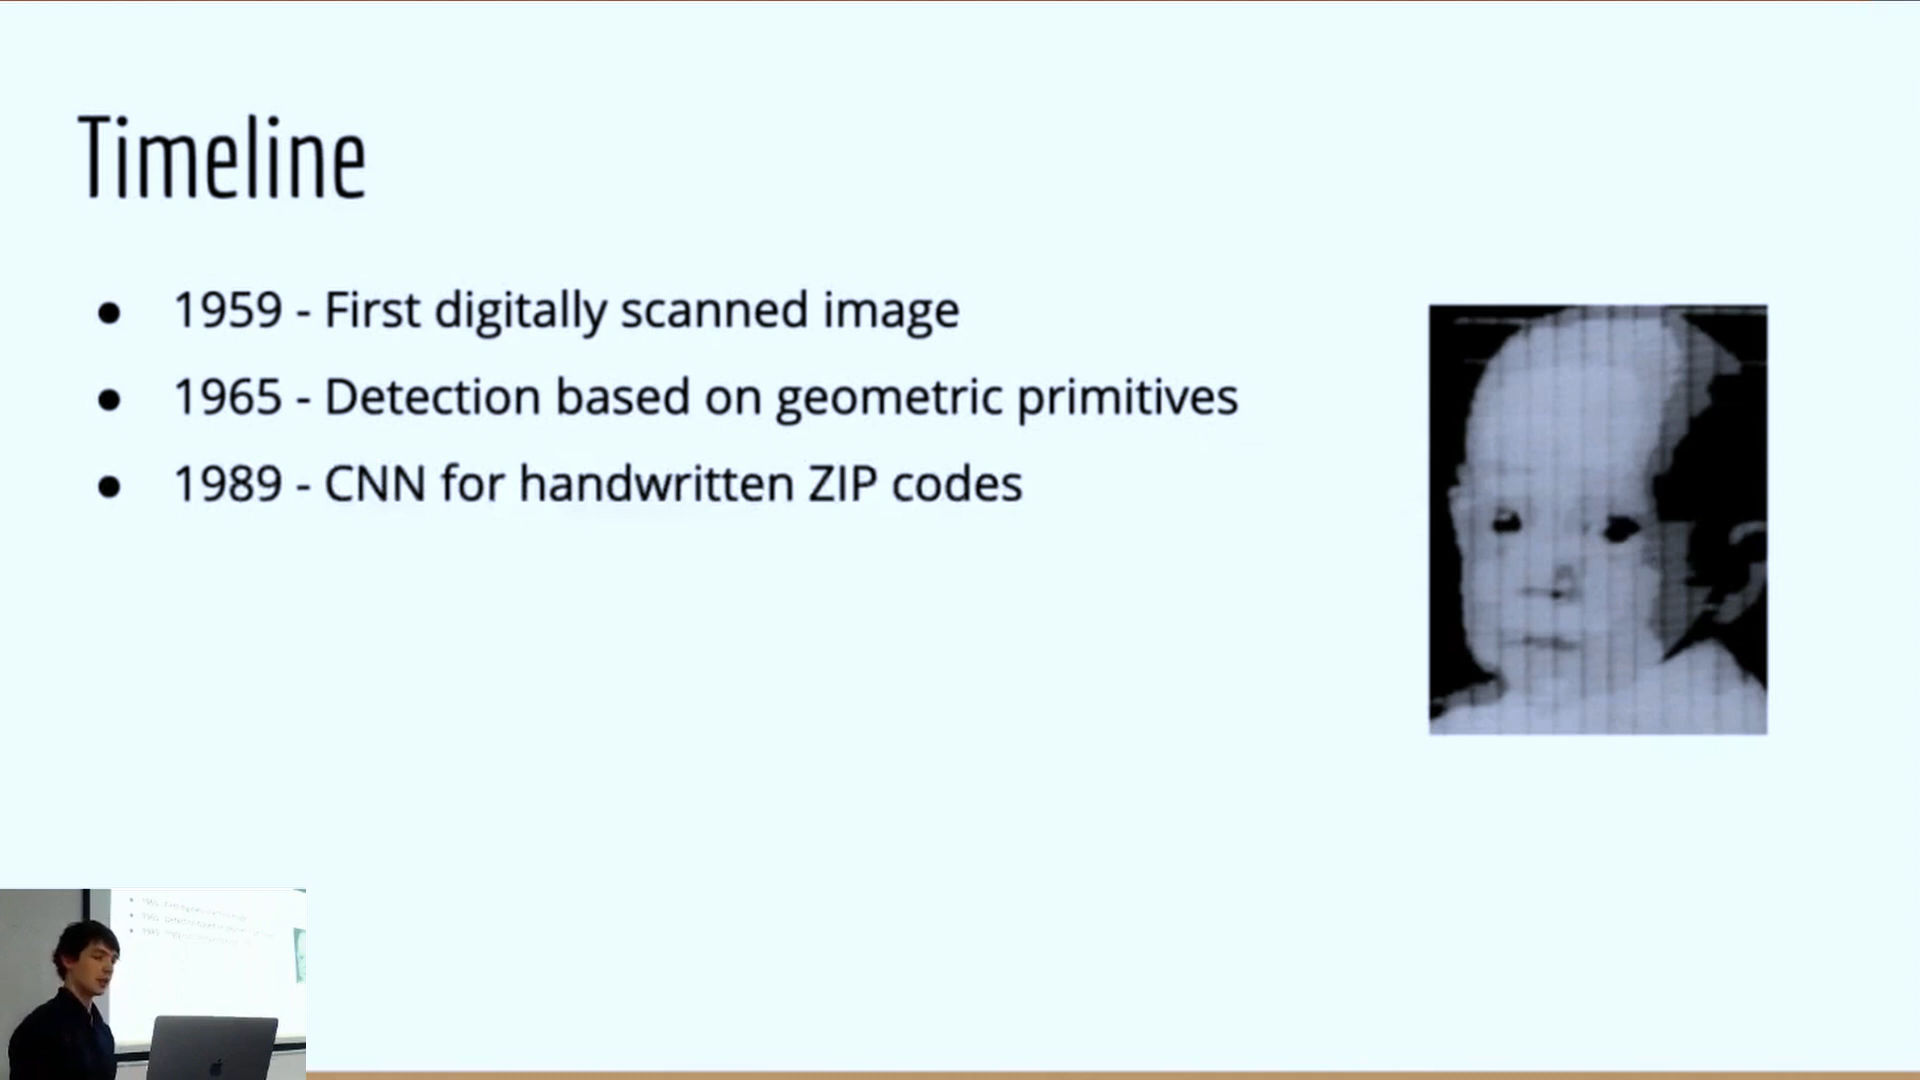 Timeline
● 1959 - First digitally scanned image
● 1965 - Detection based on geometric primitives
● 1989 - CNN for handwritten ZIP codes